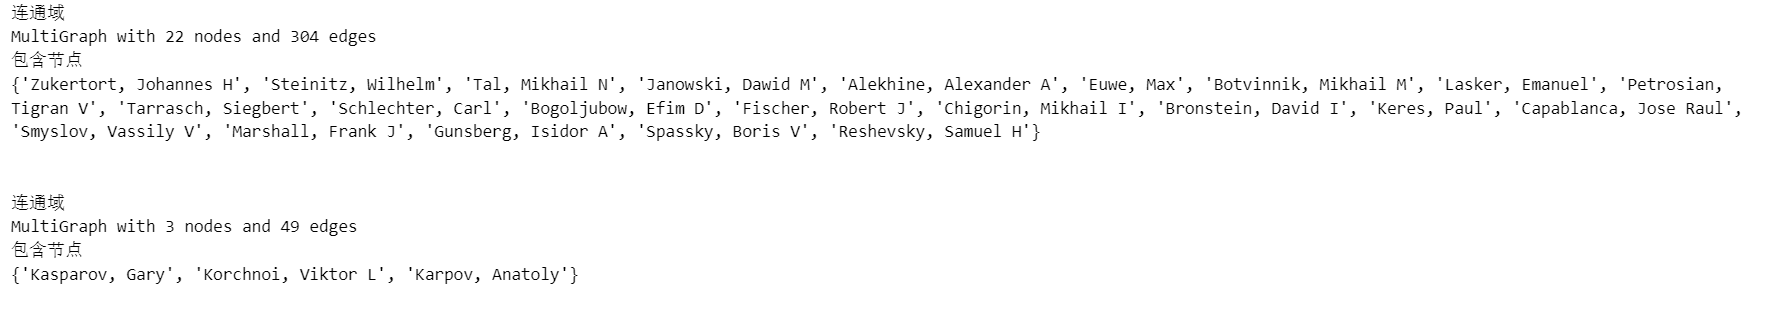 连通域
MultiGraph with 22 nodes and 304 edges
包含节点
{'Zukertort, Johannes H', 'Steinitz, Wilhelm', 'Tal, Mikhail N', 'Janowski, Dawid M', 'Alekhine, Alexander A', 'Euwe, Max', 'Botvinnik, Mikhail M', 'Lasker, Emanuel', 'Petrosian,
Tigran V', 'Tarrasch, Siegbert', 'Schlechter, Carl', 'Bogoljubow, Efim D', 'Fischer, Robert J', 'Chigorin, Mikhail I', 'Bronstein, David I', 'Keres, Paul', 'Capablanca, Jose Raul',
'Smyslov, Vassily V', 'Marshall, Frank J', 'Gunsberg, Isidor A', 'Spassky, Boris V', 'Reshevsky, Samuel H'}
连通域
MultiGraph with 3 nodes and 49 edges
包含节点
{'Kasparov, Gary', 'Korchnoi, Viktor L', 'Karpov, Anatoly'}